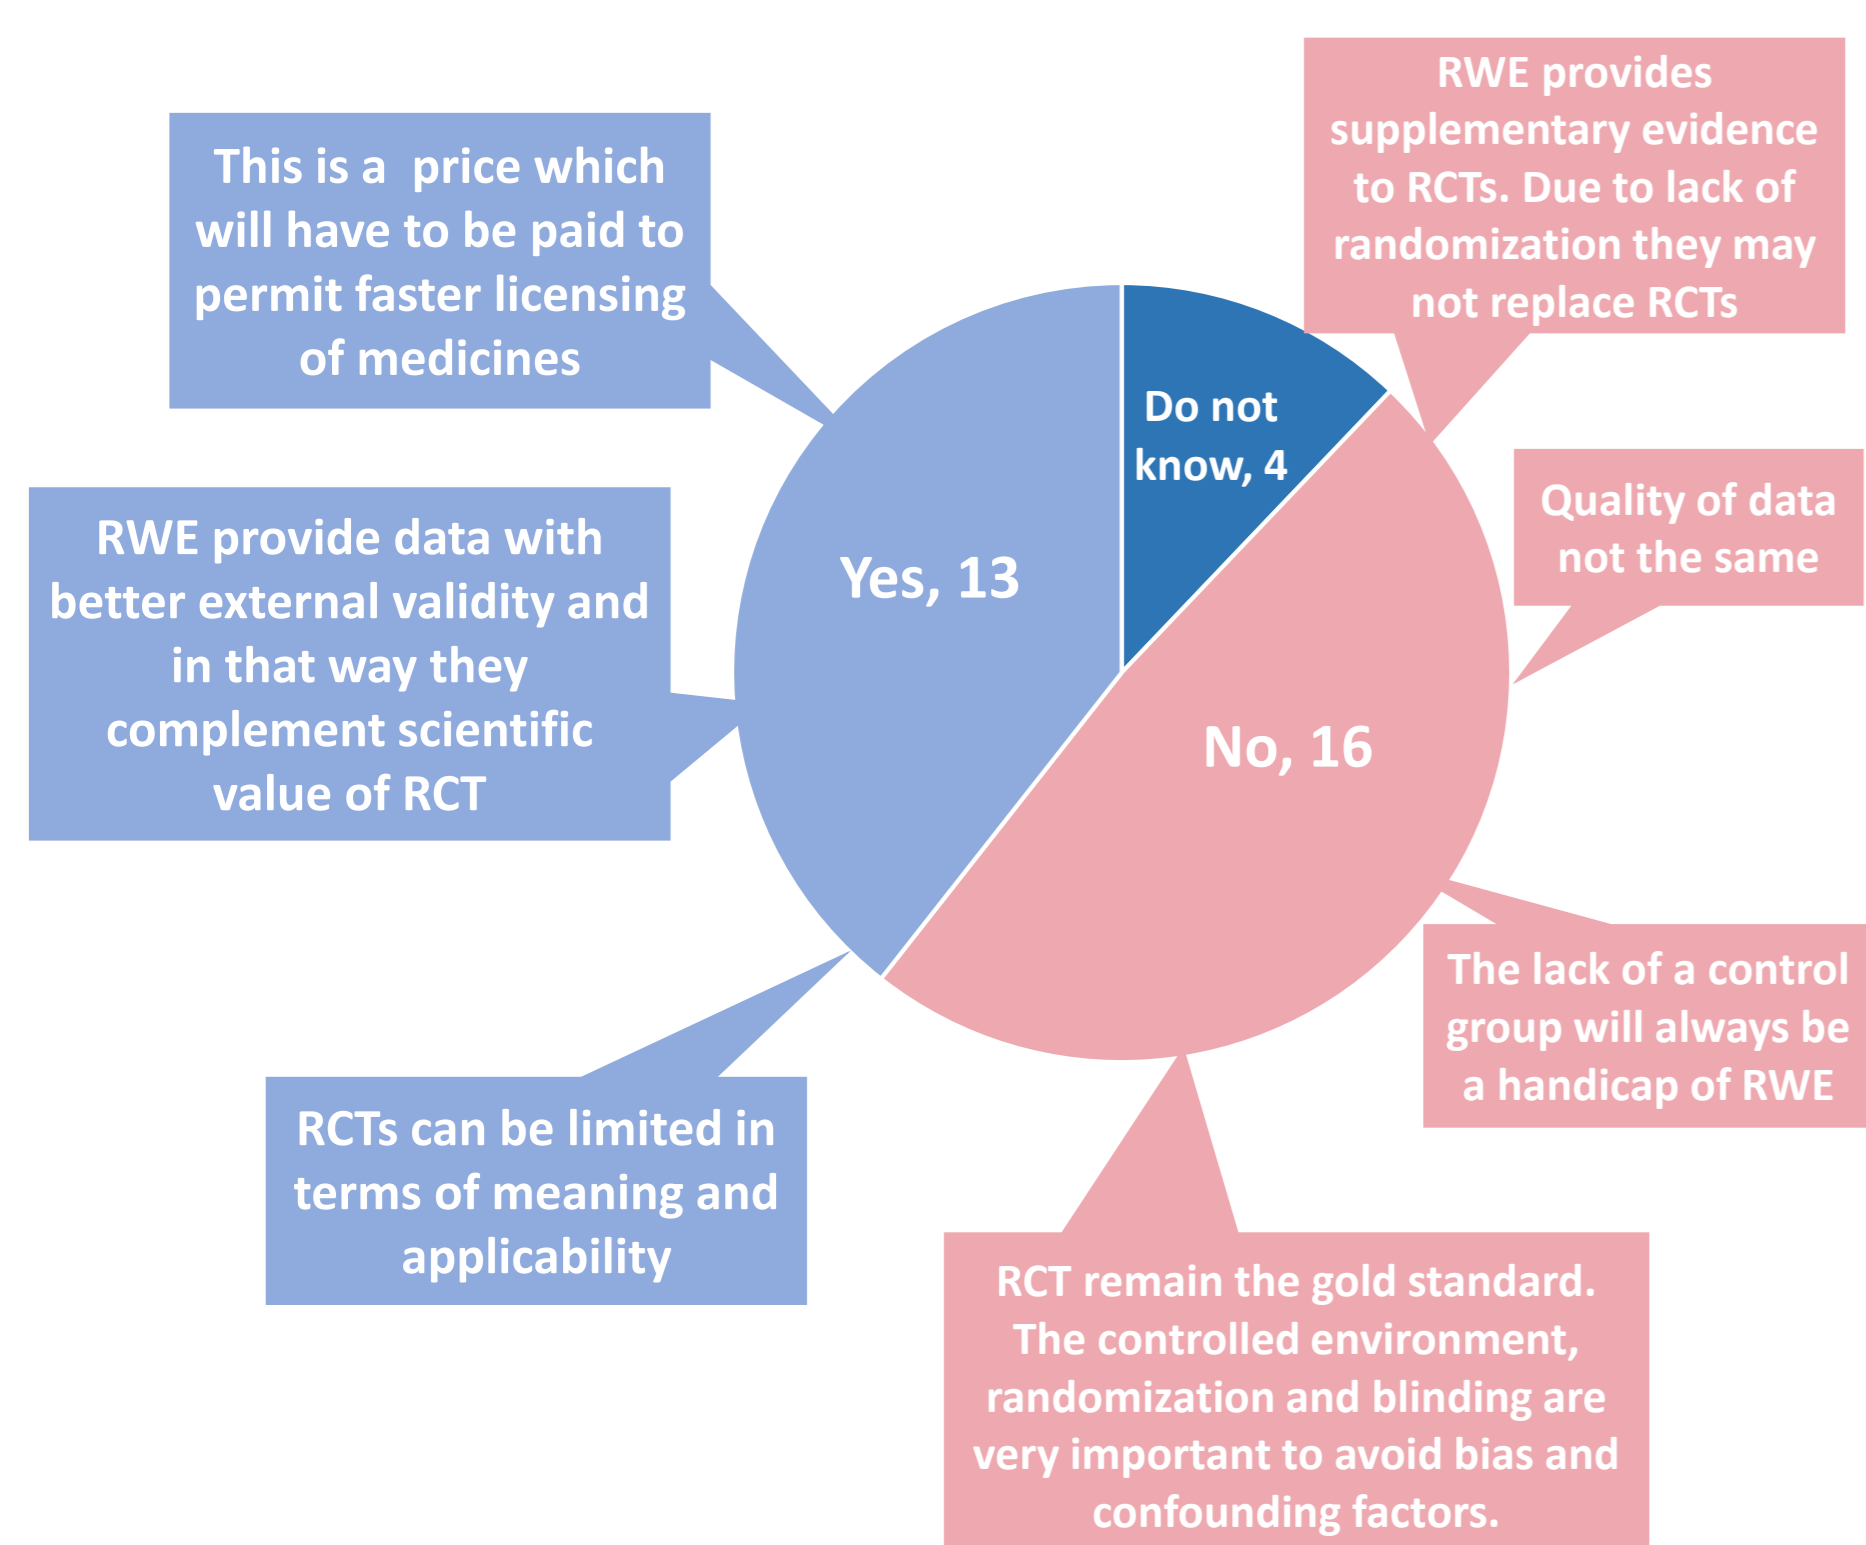 This is a  price which
will have to be paid to
permit faster licensing
of medicines
RWE provide data with
better external validity and
in that way they
complement scientific
value of RCT
RCTs can be limited in
terms of meaning and
applicability
Yes, 13
Do not
know, 4
No, 16
RWE provides
supplementary evidence
to RCTs. Due to lack of
randomization they may
not replace RCTs
Quality of data
not the same
The lack of a control
group will always be
a handicap of RWE
RCT remain the gold standard.
The controlled environment,
randomization and blinding are
very important to avoid bias and
confounding factors.